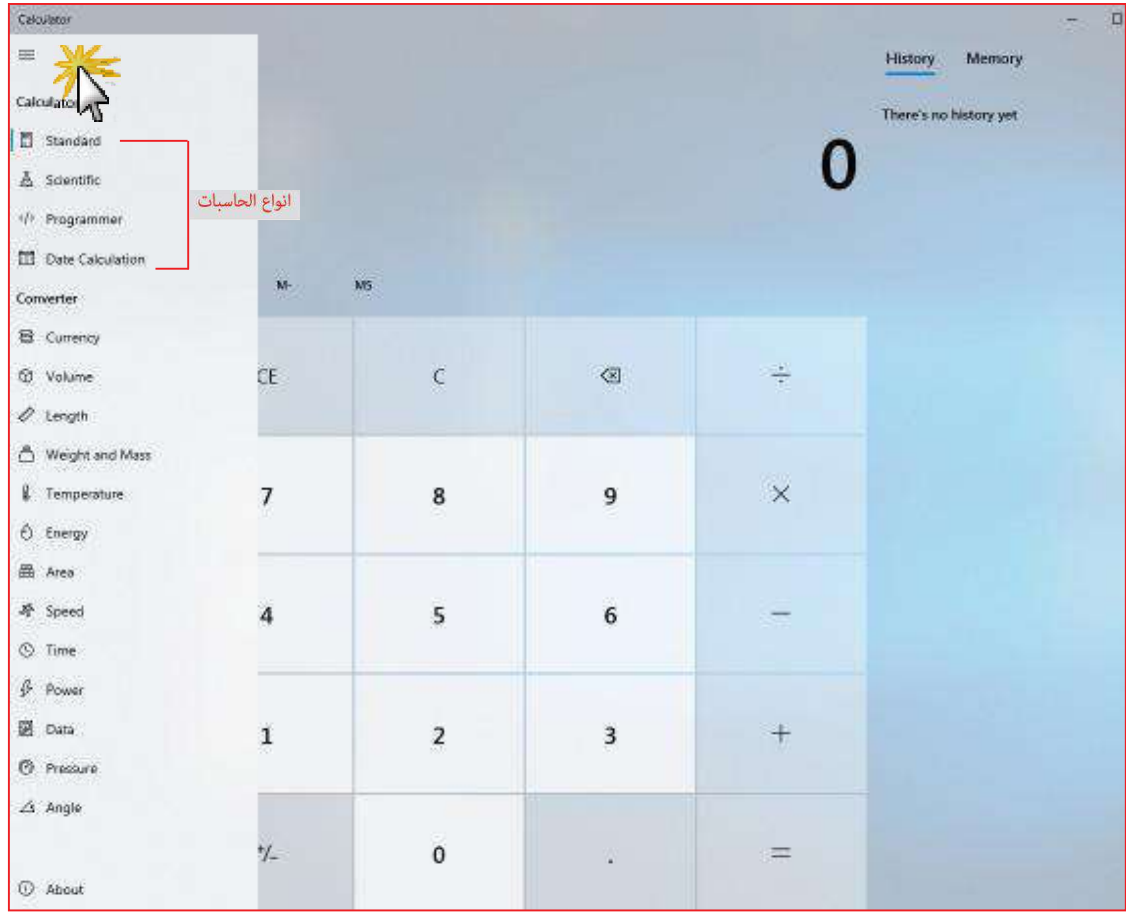 Calculator
Calculator
Standard
Scientific
Programmer
Date Calculation
انواع الحاسبات
Converter
Currency
Volume
Length
Weight and Mass
Temperature
Energy
Area
Speed
Time
Power
Data
Pressure
Angle
About
History Memory
There's no history yet
0
M- MS
CE C ÷
7 8 9 ×
4 5 6 −
1 2 3 +
+/- 0 . =